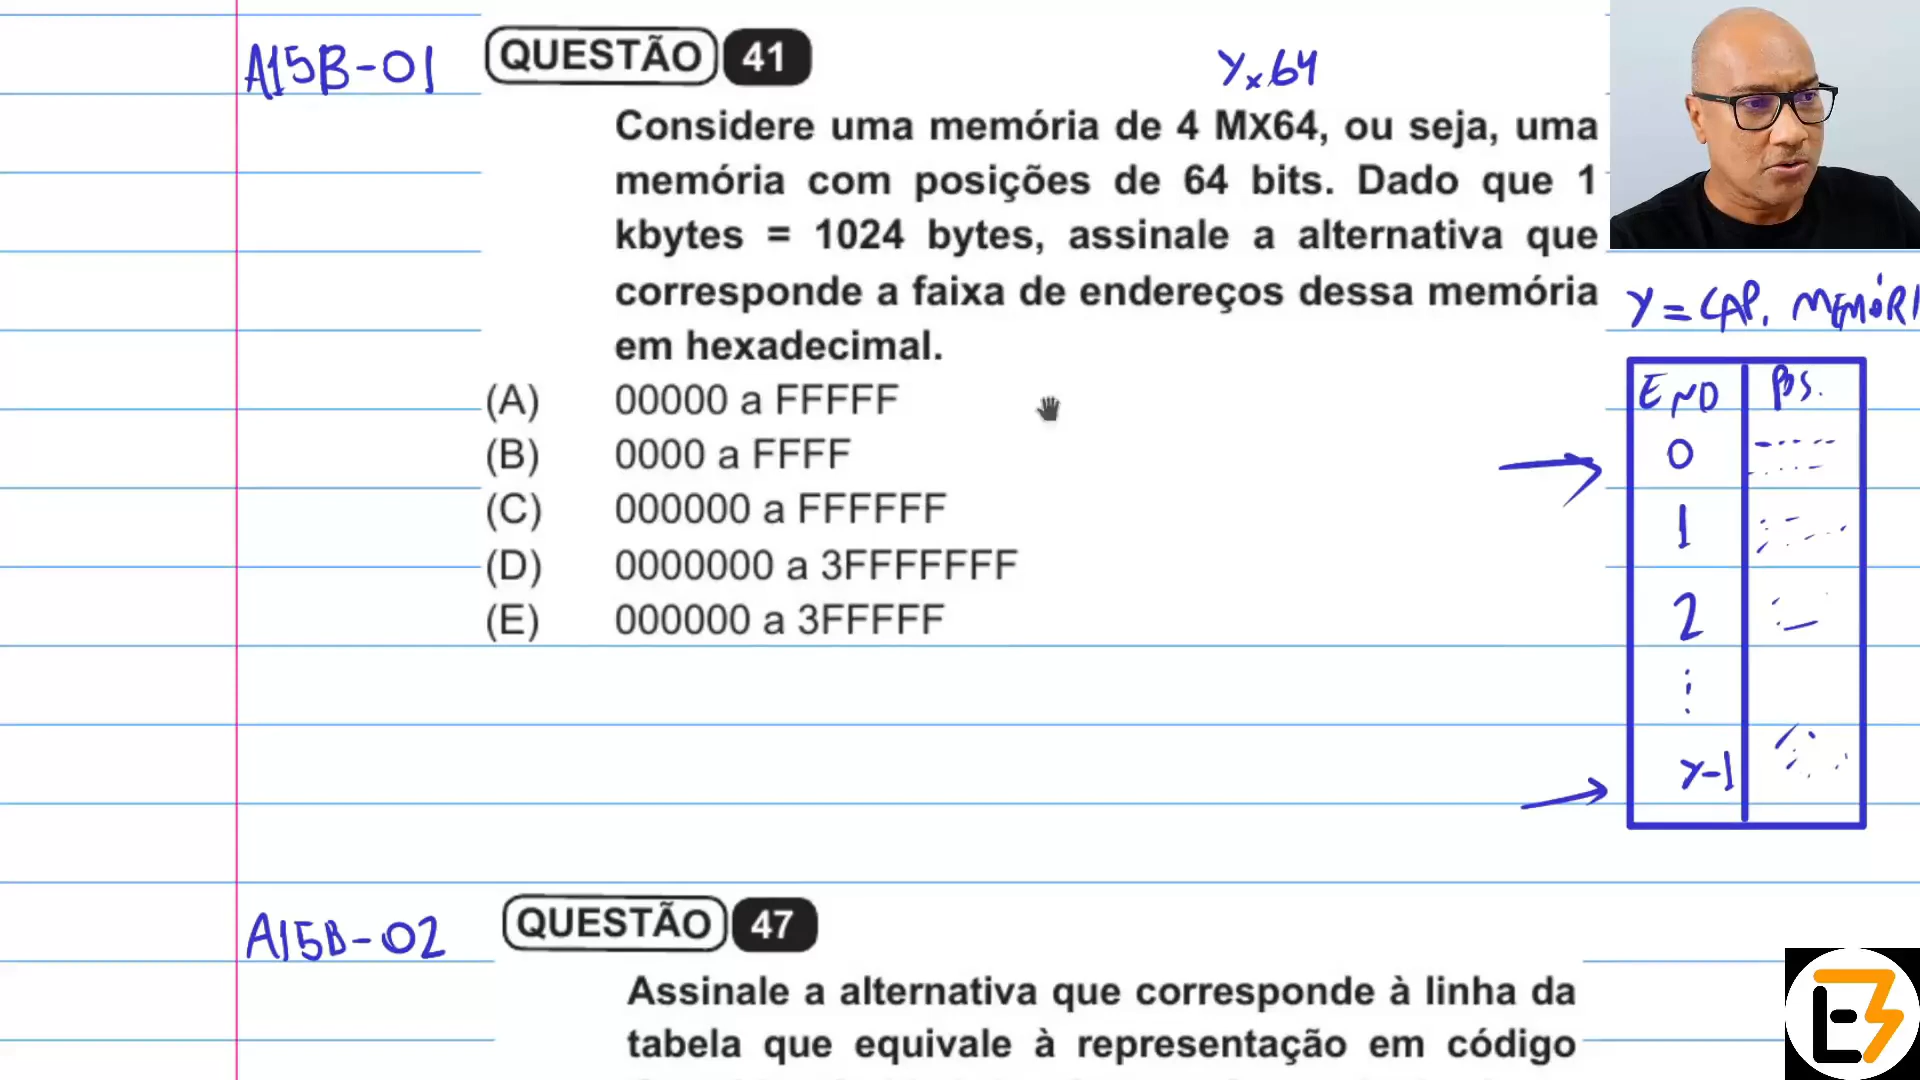 A15B-01
QUESTÃO 41
Yx64
Considere uma memória de 4 MX64, ou seja, uma
memória com posições de 64 bits. Dado que 1
kbytes = 1024 bytes, assinale a alternativa que
corresponde a faixa de endereços dessa memória
em hexadecimal.
(A) 00000 a FFFFF
(B) 0000 a FFFF
(C) 000000 a FFFFFF
(D) 0000000 a 3FFFFFFF
(E) 000000 a 3FFFFF
Y = CAP. MEMÓRI
END POS.
0
1
2
Y-1
A15B-02
QUESTÃO 47
Assinale a alternativa que corresponde à linha da
tabela que equivale à representação em código